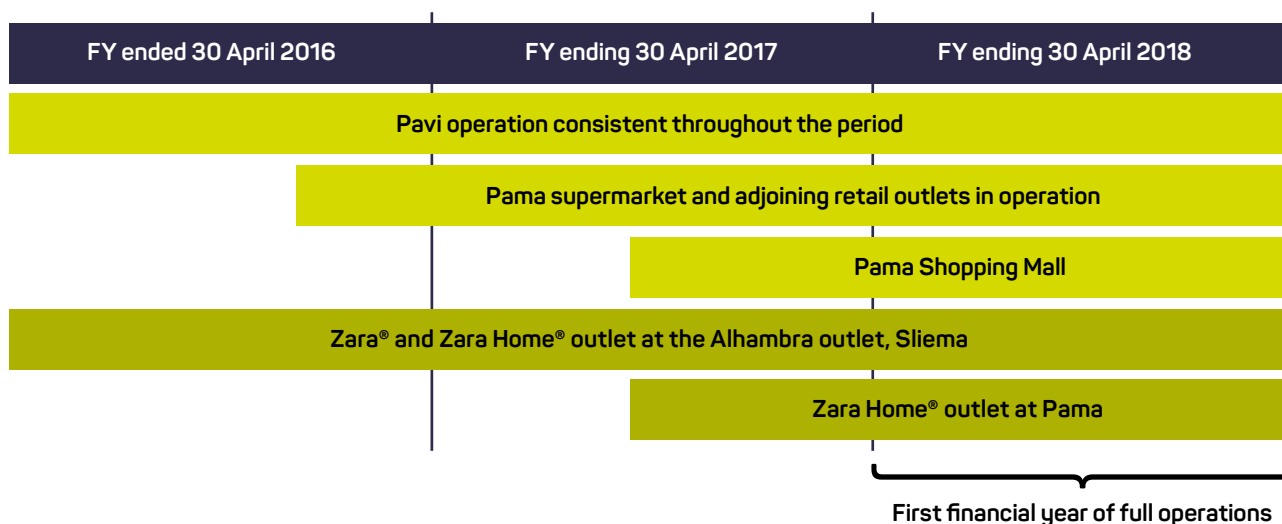 FY ended 30 April 2016
FY ending 30 April 2017
FY ending 30 April 2018
Pavi operation consistent throughout the period
Pama supermarket and adjoining retail outlets in operation
Pama Shopping Mall
Zara® and Zara Home® outlet at the Alhambra outlet, Sliema
Zara Home® outlet at Pama
First financial year of full operations